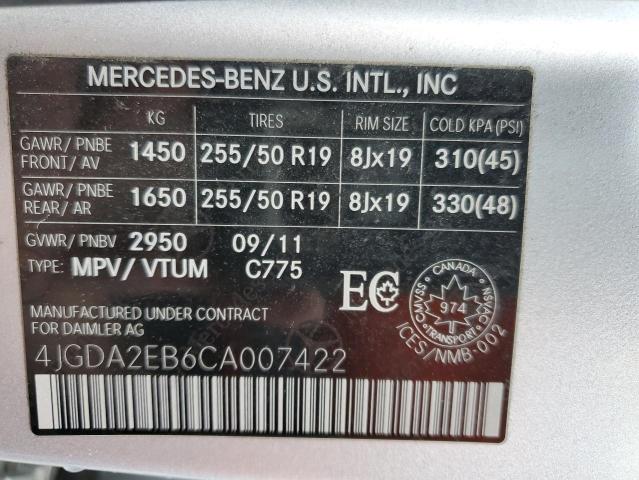 MERCEDES-BENZ U.S. INTL., INC
KG TIRES RIM SIZE COLD KPA(PSI)
GAWR/PNBE FRONT/AV 1450 255/50 R19 8Jx19 310(45)
GAWR/PNBE REAR/AR 1650 255/50 R19 8Jx19 330(48)
GVWR/PNBV 2950 09/11
TYPE: MPV/VTUM C775
EC
CANADA
CMVSS 974 NSVAC
TRANSPORT
ICES/NMB-002
MANUFACTURED UNDER CONTRACT
FOR DAIMLER AG
4JGDA2EB6CA007422